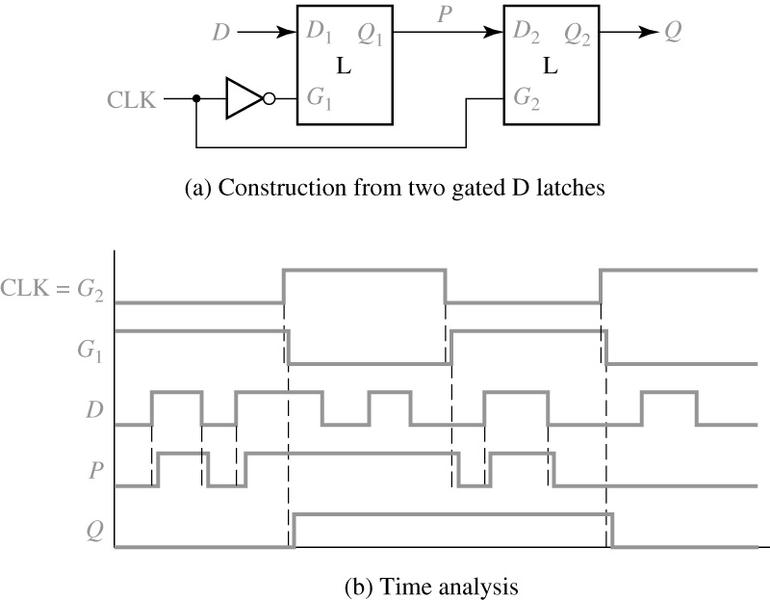 D D₁ Q₁ P D₂ Q₂ Q
L L
CLK G₁ G₂
(a) Construction from two gated D latches
CLK = G₂
G₁
D
P
Q
(b) Time analysis